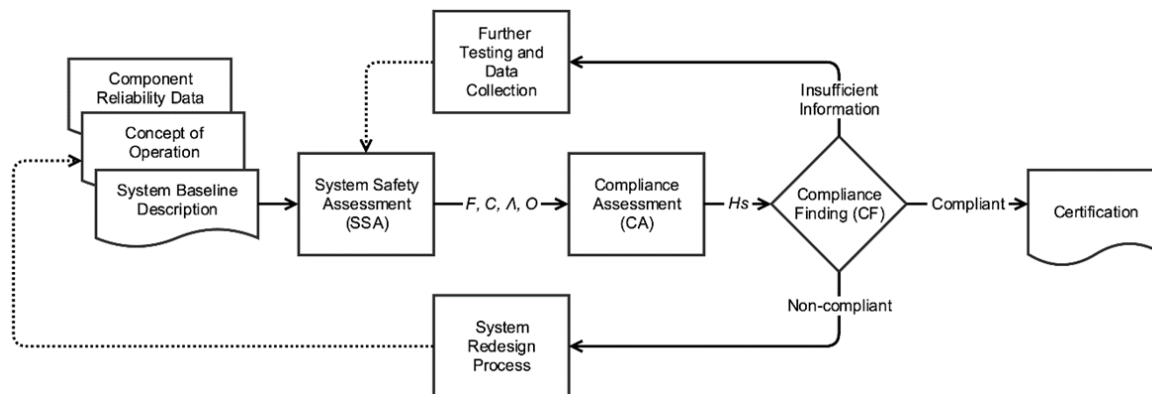 Component
Reliability Data
Concept of
Operation
System Baseline
Description
System Safety
Assessment
(SSA)
F, C, Λ, O
Compliance
Assessment
(CA)
Hs
Compliance
Finding (CF)
Insufficient
Information
Further
Testing and
Data
Collection
Compliant
Certification
Non-compliant
System
Redesign
Process